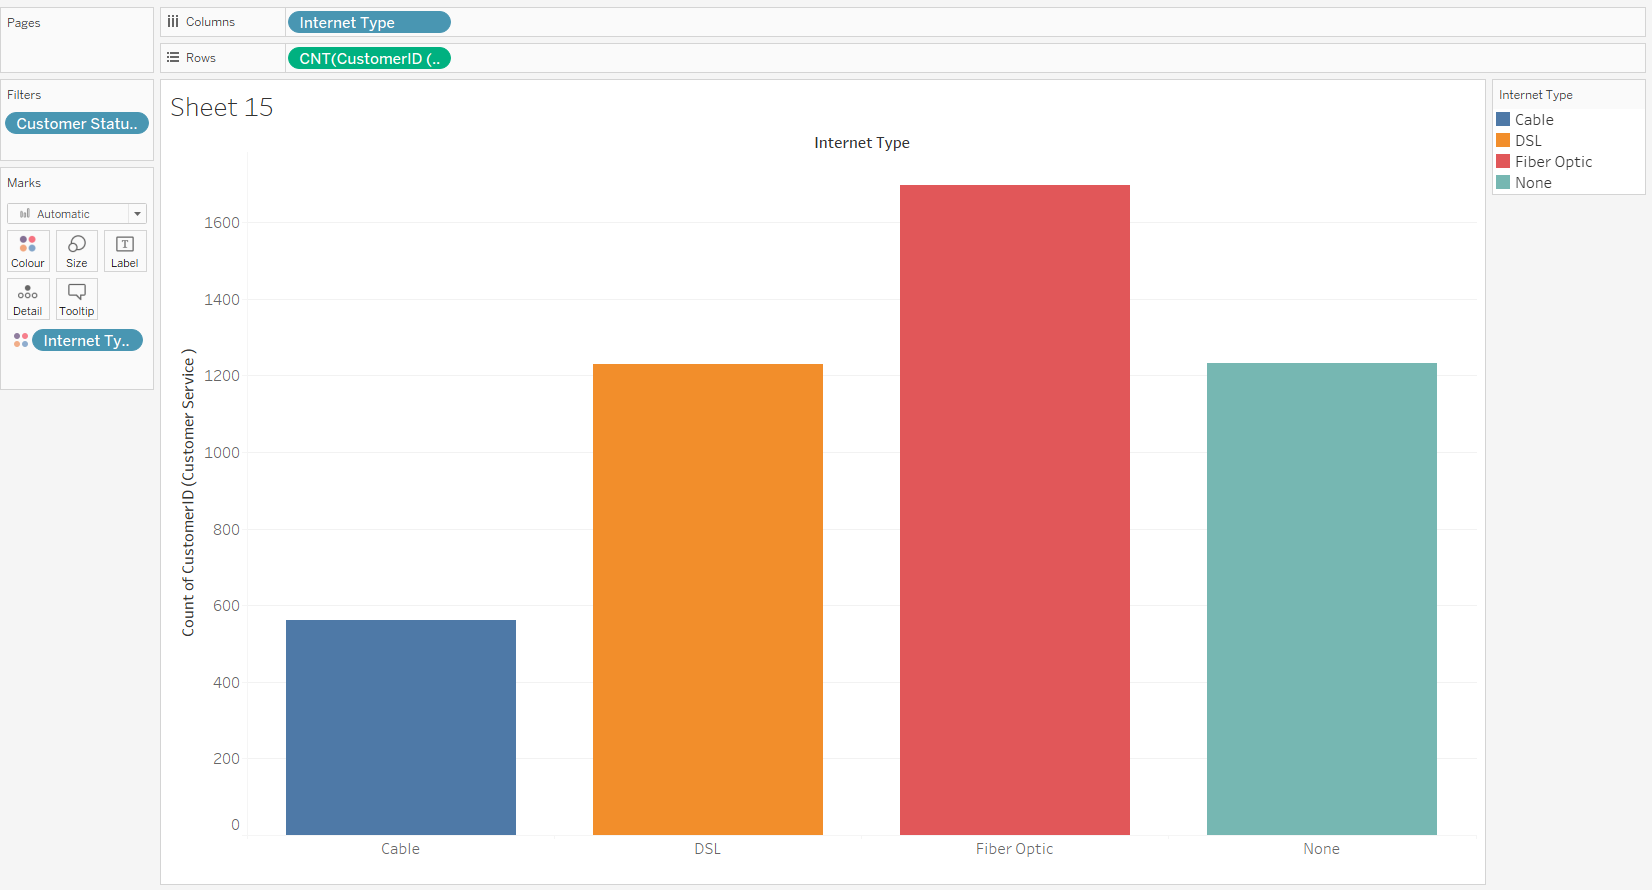 Pages
Columns
Internet Type
Rows
CNT(CustomerID (..
Filters
Customer Statu..
Marks
Automatic
Colour
Size
T
Label
Detail
Tooltip
Internet Ty..
Sheet 15
Internet Type
Count of CustomerID (Customer Service )
1600
1400
1200
1000
800
600
400
200
0
Cable
DSL
Fiber Optic
None
Internet Type
Cable
DSL
Fiber Optic
None